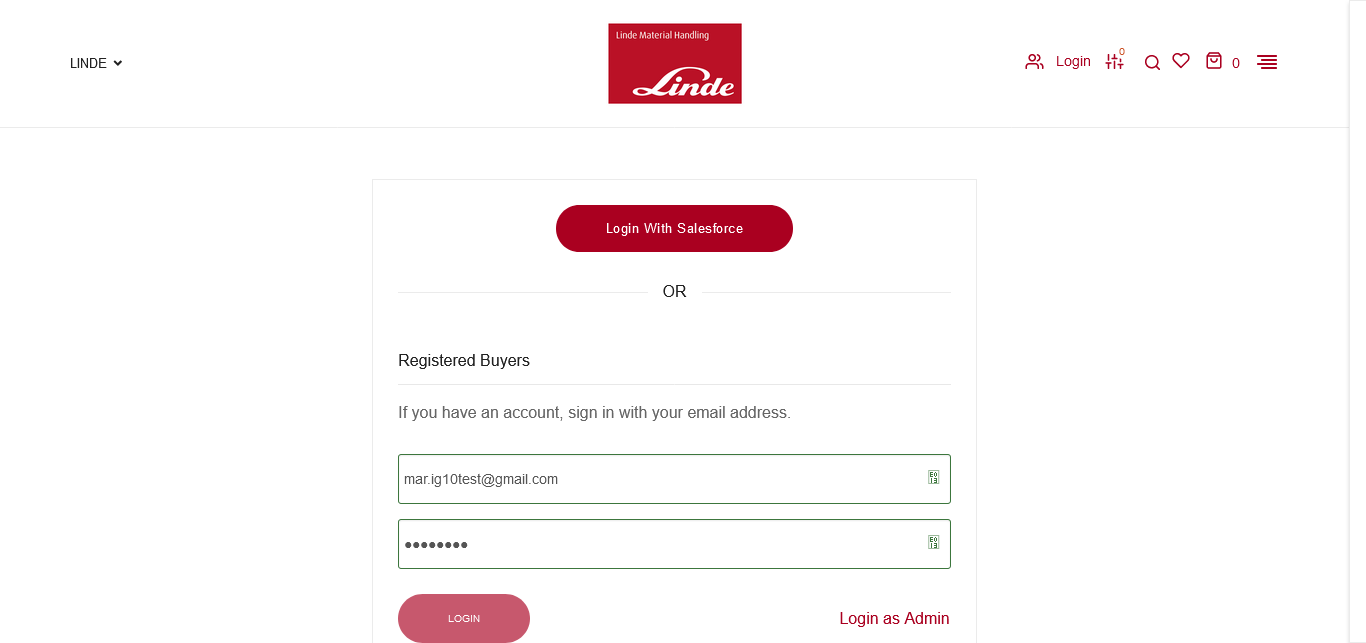 LINDE
Linde Material Handling
Linde
Login
0
0
Login With Salesforce
OR
Registered Buyers
If you have an account, sign in with your email address.
mar.ig10test@gmail.com
●●●●●●●●
LOGIN
Login as Admin